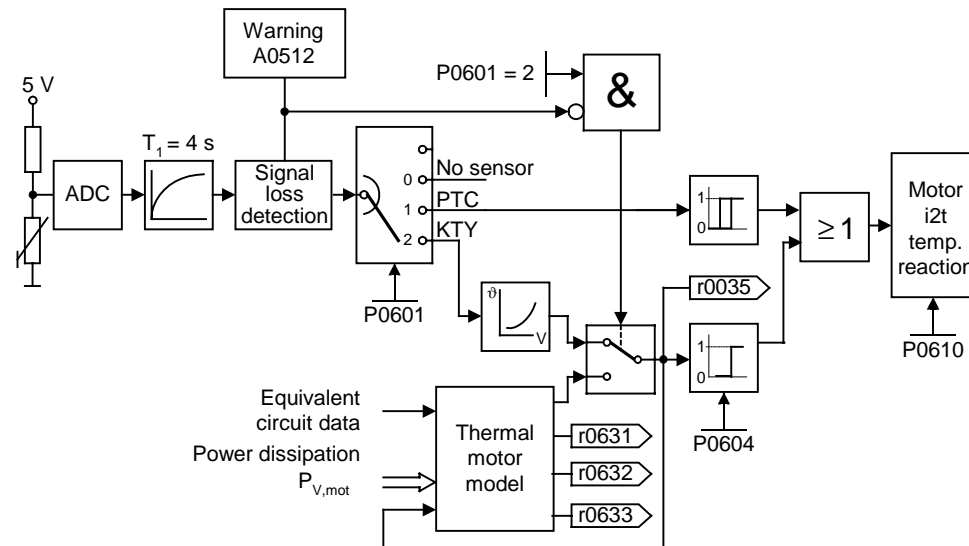 Warning
A0512
P0601 = 2
&
5 V
T1 = 4 s
ADC
Signal
loss
detection
0
No sensor
1
PTC
2
KTY
P0601
ϑ
V
1
0
≥1
Motor
i2t
temp.
reaction
r0035
1
0
P0610
P0604
Equivalent
circuit data
Power dissipation
PV,mot
Thermal
motor
model
r0631
r0632
r0633